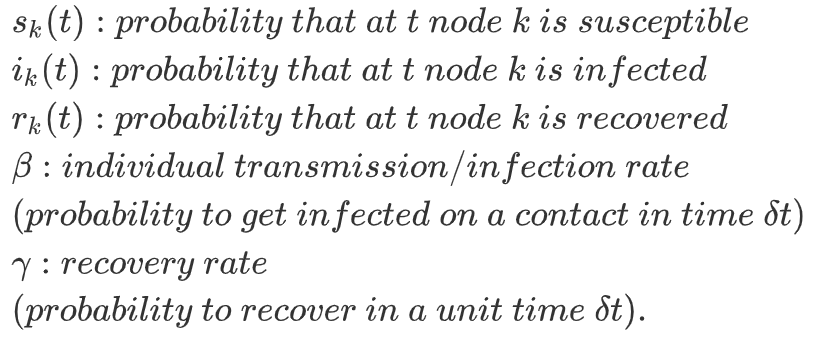 s_k(t) : probability that at t node k is susceptible
i_k(t) : probability that at t node k is infected
r_k(t) : probability that at t node k is recovered
β : individual transmission/infection rate
(probability to get infected on a contact in time δt)
γ : recovery rate
(probability to recover in a unit time δt).